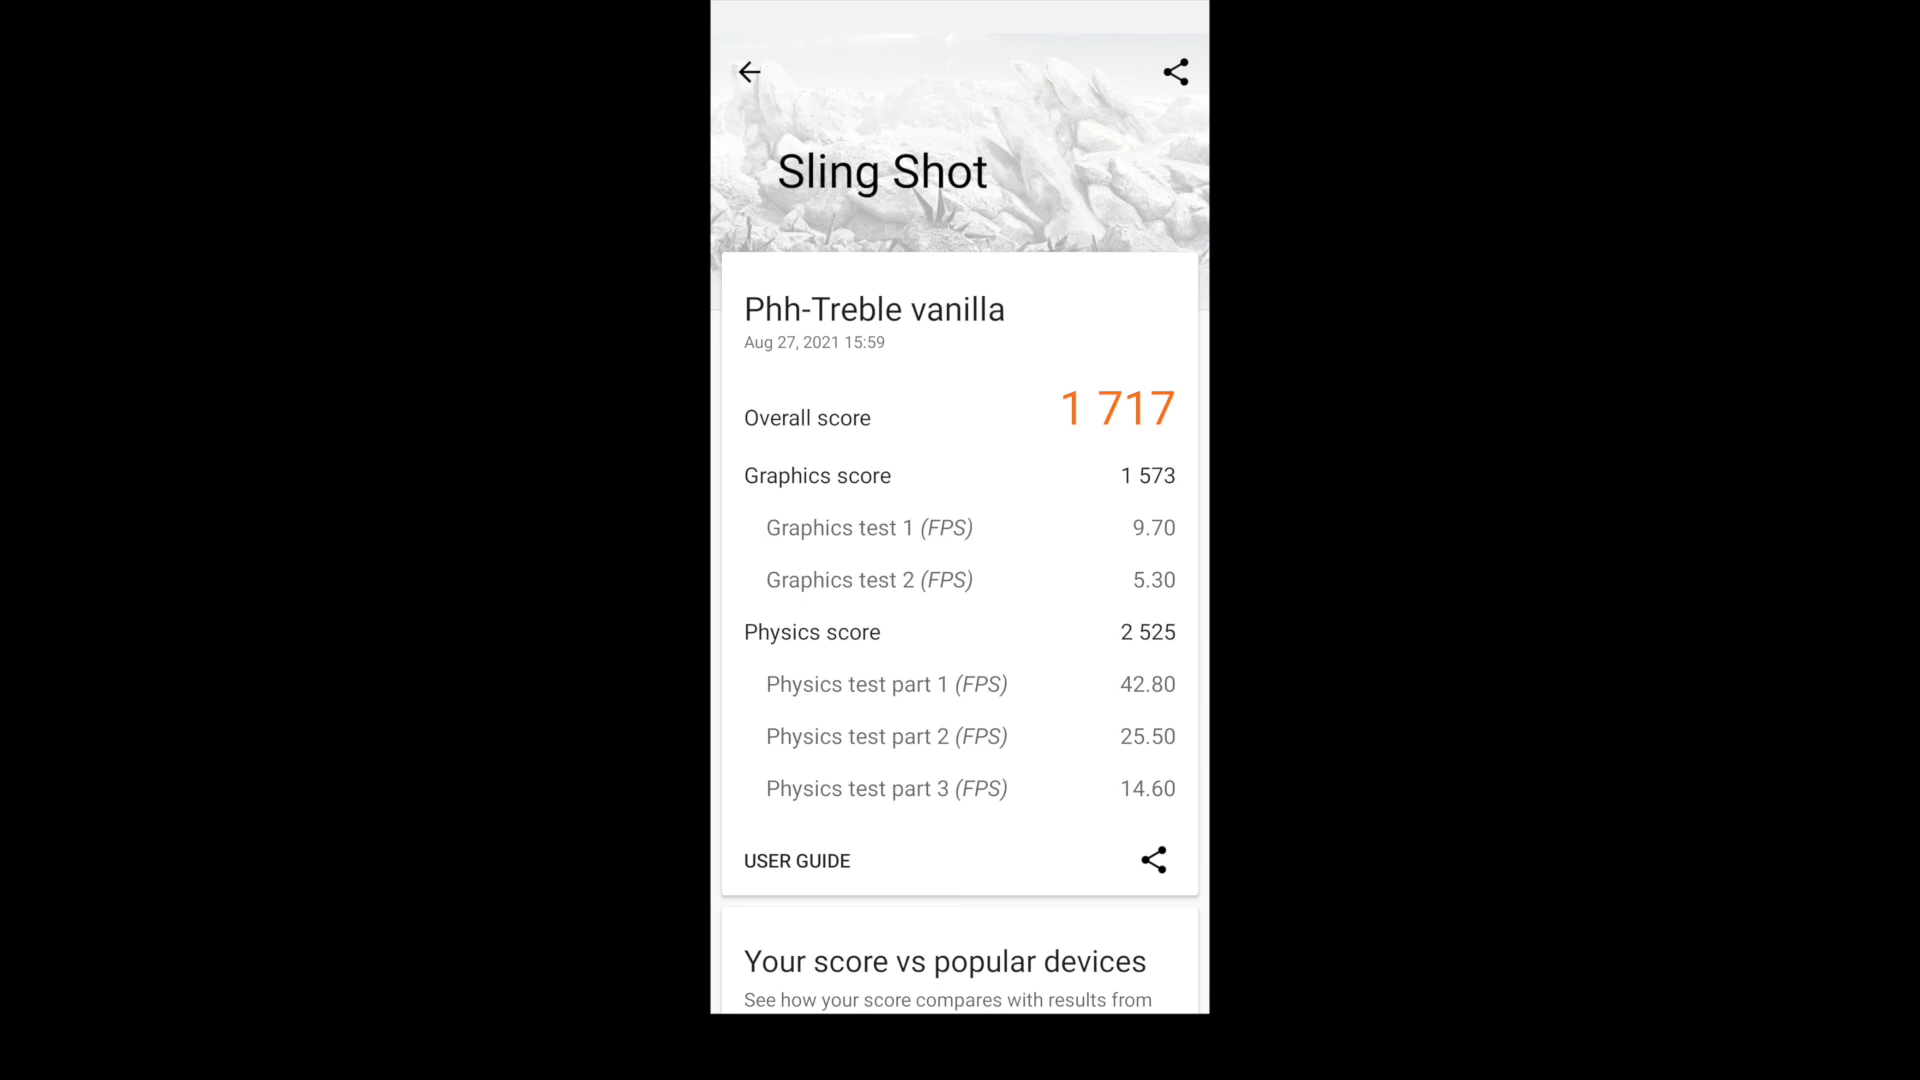 Sling Shot
Phh-Treble vanilla
Aug 27, 2021 15:59
Overall score 1 717
Graphics score 1 573
Graphics test 1 (FPS) 9.70
Graphics test 2 (FPS) 5.30
Physics score 2 525
Physics test part 1 (FPS) 42.80
Physics test part 2 (FPS) 25.50
Physics test part 3 (FPS) 14.60
USER GUIDE
Your score vs popular devices
See how your score compares with results from